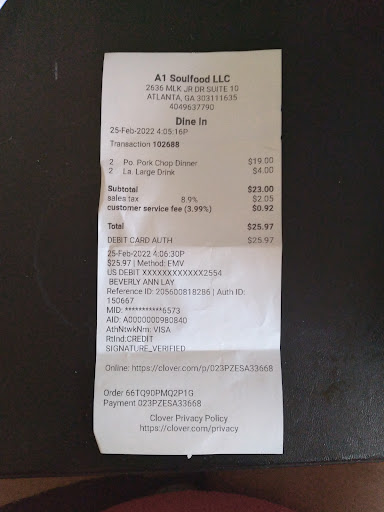 A1 Soulfood LLC
2636 MLK JR DR SUITE 10
ATLANTA, GA 303111635
4049637790
Dine In
25-Feb-2022 4:05:16P
Transaction 102688
2 Po. Pork Chop Dinner $19.00
2 La. Large Drink $4.00
Subtotal $23.00
sales tax 8.9% $2.05
customer service fee (3.99%) $0.92
Total $25.97
DEBIT CARD AUTH $25.97
25-Feb-2022 4:06:30P
$25.97 | Method: EMV
US DEBIT XXXXXXXXXXXX2554
BEVERLY ANN LAY
Reference ID: 205600818286 | Auth ID:
150667
MID: ***********6573
AID: A0000000980840
AthNtwkNm: VISA
RtInd:CREDIT
SIGNATURE_VERIFIED
Online: https://clover.com/p/023PZESA33668
Order 66TQ90PMQ2P1G
Payment 023PZESA33668
Clover Privacy Policy
https://clover.com/privacy